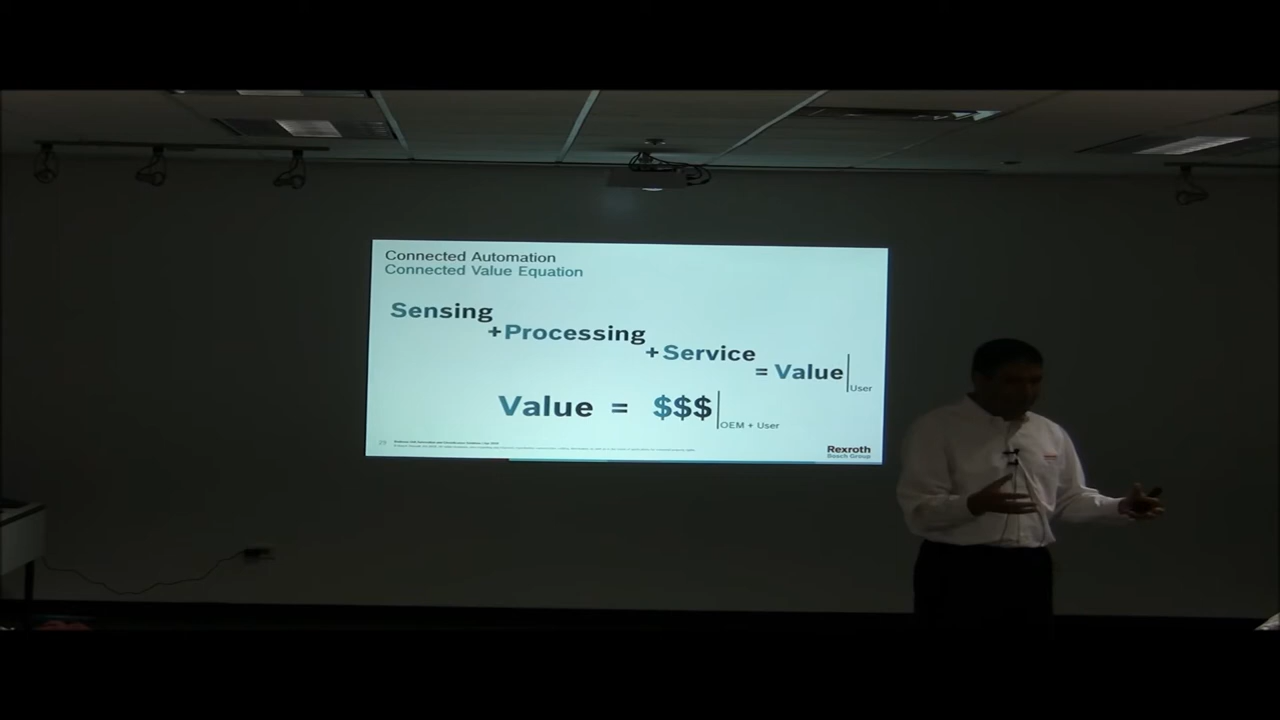 Connected Automation
Connected Value Equation
Sensing
+Processing
+Service
= Value
User
Value = $$$
OEM + User
Rexroth
Bosch Group